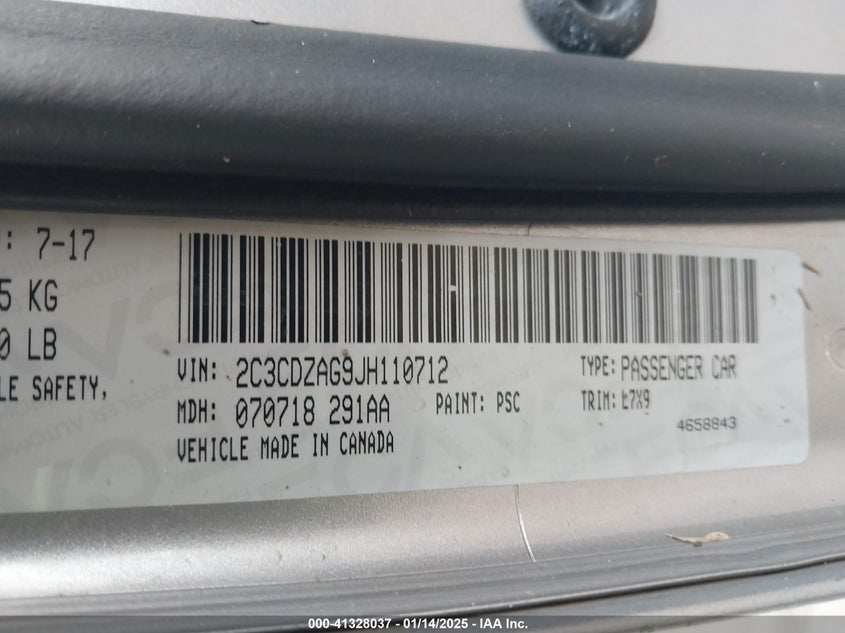 : 7-17
5 KG
0 LB
LE SAFETY,
VIN: 2C3CDZAG9JH110712
TYPE: PASSENGER CAR
MDH: 070718 291AA
PAINT: PSC
TRIM: E7X9
VEHICLE MADE IN CANADA
4658843
000-41328037 - 01/14/2025 - IAA Inc.